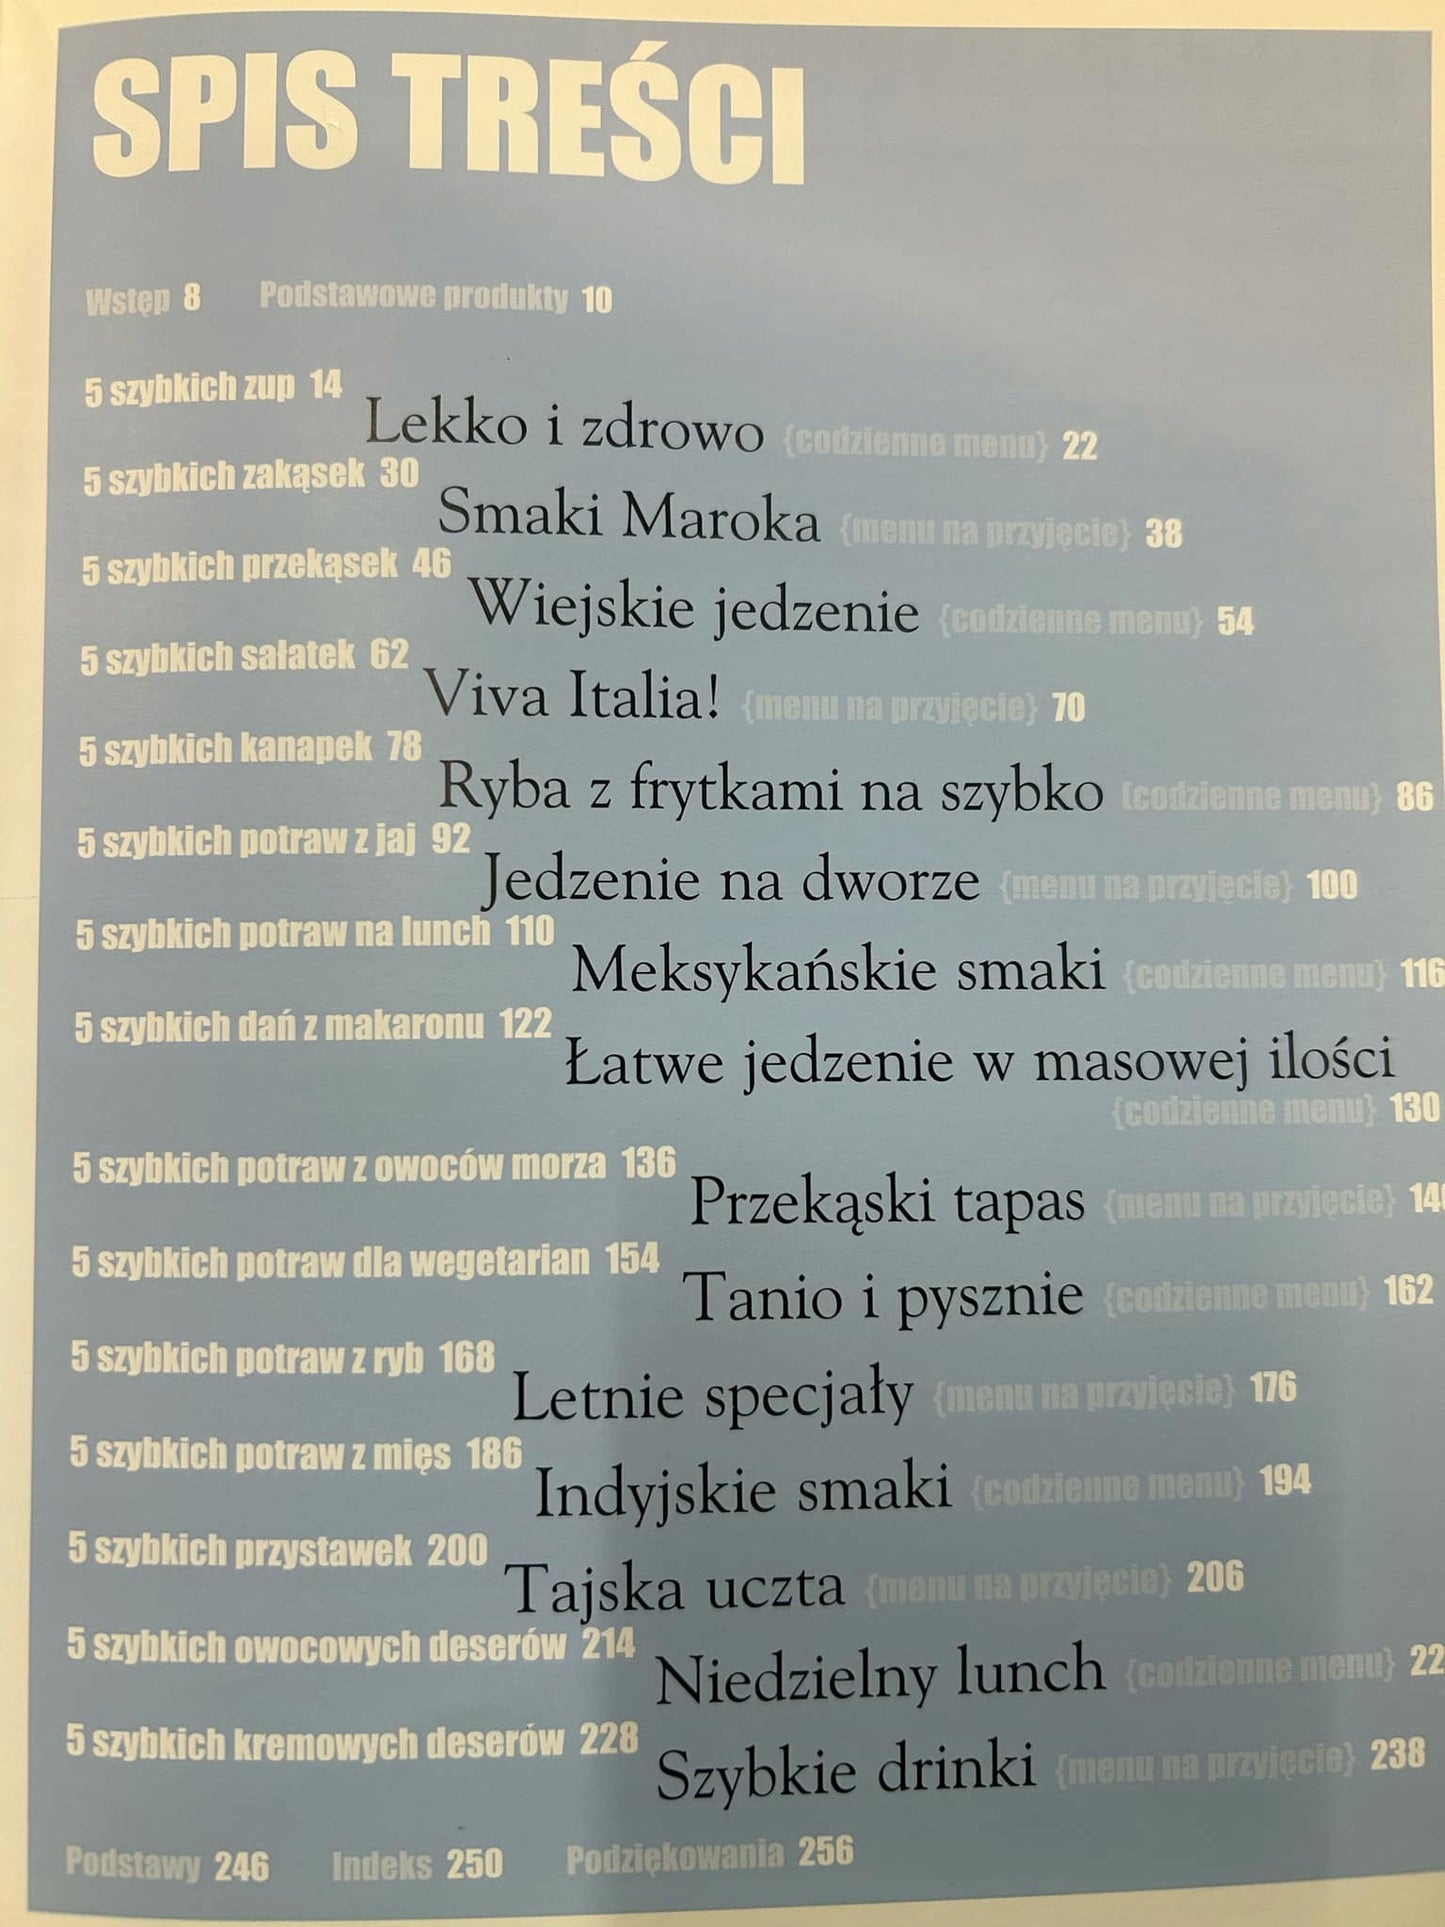 SPIS TREŚCI
Wstęp 8 Podstawowe produkty 10
5 szybkich zup 14
Lekko i zdrowo {codzienne menu} 22
5 szybkich zakąsek 30
Smaki Maroka {menu na przyjęcie} 38
5 szybkich przekąsek 46
Wiejskie jedzenie {codzienne menu} 54
5 szybkich sałatek 62
Viva Italia! {menu na przyjęcie} 70
5 szybkich kanapek 78
Ryba z frytkami na szybko {codzienne menu} 86
5 szybkich potraw z jaj 92
Jedzenie na dworze {menu na przyjęcie} 100
5 szybkich potraw na lunch 110
Meksykańskie smaki {codzienne menu} 116
5 szybkich dań z makaronu 122
Łatwe jedzenie w masowej ilości
{codzienne menu} 130
5 szybkich potraw z owoców morza 136
Przekąski tapas {menu na przyjęcie}
5 szybkich potraw dla wegetarian 154
Tanio i pysznie {codzienne menu} 162
5 szybkich potraw z ryb 168
Letnie specjały {menu na przyjęcie} 176
5 szybkich potraw z mięs 186
Indyjskie smaki {codzienne menu} 194
5 szybkich przystawek 200
Tajska uczta {menu na przyjęcie} 206
5 szybkich owocowych deserów 214
Niedzielny lunch {codzienne menu} 22
5 szybkich kremowych deserów 228
Szybkie drinki {menu na przyjęcie} 238
Podstawy 246 Indeks 250 Podziękowania 256